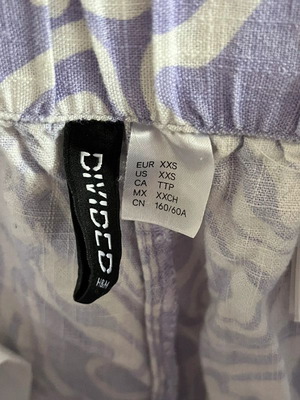 DIVIDED
H&M
EUR XXS
US XXS
CA TTP
MX XXCH
CN 160/60A